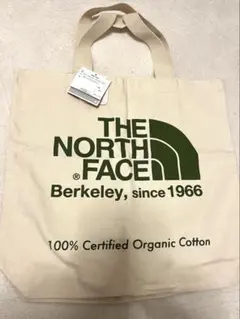 THE
NORTH
FACE
®
Berkeley, since 1966
100% Certified Organic Cotton